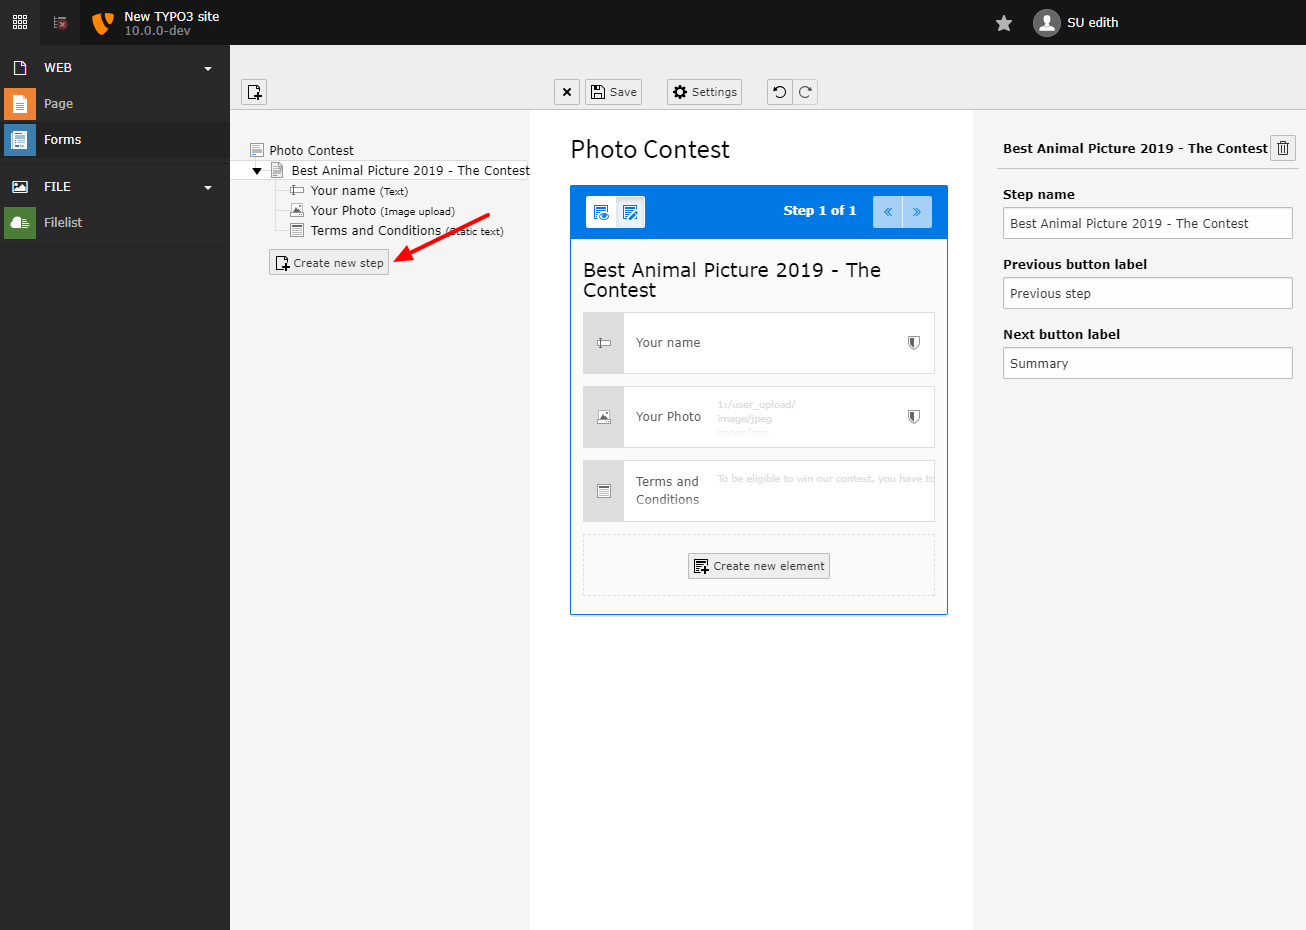 New TYPO3 site
10.0.0-dev
SU edith
WEB
Page
Forms
FILE
Filelist
Save
Settings
Photo Contest
Best Animal Picture 2019 - The Contest
Your name (Text)
Your Photo (Image upload)
Terms and Conditions (Static text)
Create new step
Photo Contest
Step 1 of 1
Best Animal Picture 2019 - The
Contest
Your name
Your Photo
1:/user_upload/
image/jpeg
image/png
Terms and
Conditions
To be eligible to win our contest, you have to
Create new element
Best Animal Picture 2019 - The Contest
Step name
Best Animal Picture 2019 - The Contest
Previous button label
Previous step
Next button label
Summary